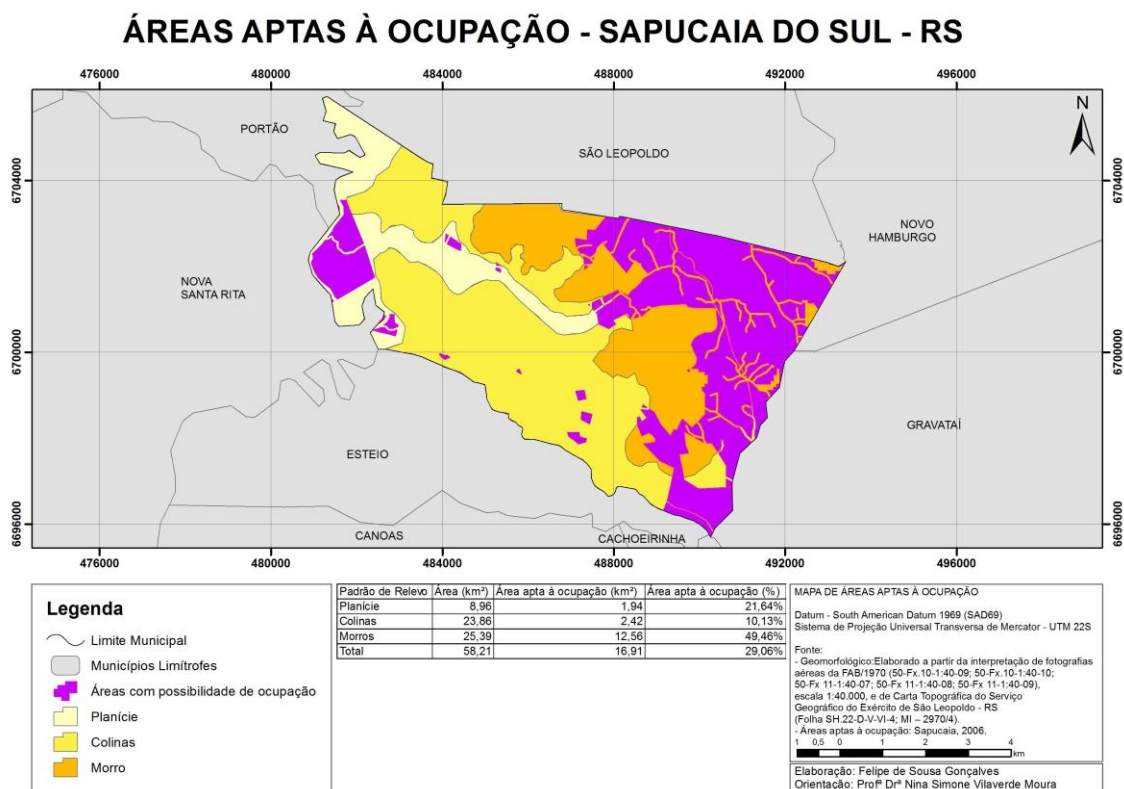 ÁREAS APTAS À OCUPAÇÃO - SAPUCAIA DO SUL - RS
476000 480000 484000 488000 492000 496000
N
PORTÃO
SÃO LEOPOLDO
6704000 6704000
NOVO
HAMBURGO
NOVA
SANTA RITA
6700000 6700000
GRAVATAÍ
ESTEIO
6696000 6696000
CANOAS
CACHOEIRINHA
476000 480000 484000 488000 492000 496000
Legenda
Limite Municipal
Municípios Limítrofes
Áreas com possibilidade de ocupação
Planície
Colinas
Morro
Padrão de Relevo Área (km²) Área apta à ocupação (km²) Área apta à ocupação (%)
Planície 8,96 1,94 21,64%
Colinas 23,86 2,42 10,13%
Morros 25,39 12,56 49,46%
Total 58,21 16,91 29,06%
MAPA DE ÁREAS APTAS À OCUPAÇÃO
Datum - South American Datum 1969 (SAD69)
Sistema de Projeção Universal Transversa de Mercator - UTM 22S
Fonte:
- Geomorfológico:Elaborado a partir da interpretação de fotografias
aéreas da FAB/1970 (50-Fx.10-1:40-09; 50-Fx.10-1:40-10;
50-Fx 11-1:40-07; 50-Fx 11-1:40-08; 50-Fx 11-1:40-09),
escala 1:40.000, e de Carta Topográfica do Serviço
Geográfico do Exército de São Leopoldo - RS
(Folha SH.22-D-V-VI-4; MI – 2970/4).
- Áreas aptas à ocupação: Sapucaia, 2006.
1 0,5 0 1 2 3 4
km
Elaboração: Felipe de Sousa Gonçalves
Orientação: Profª Drª Nina Simone Vilaverde Moura